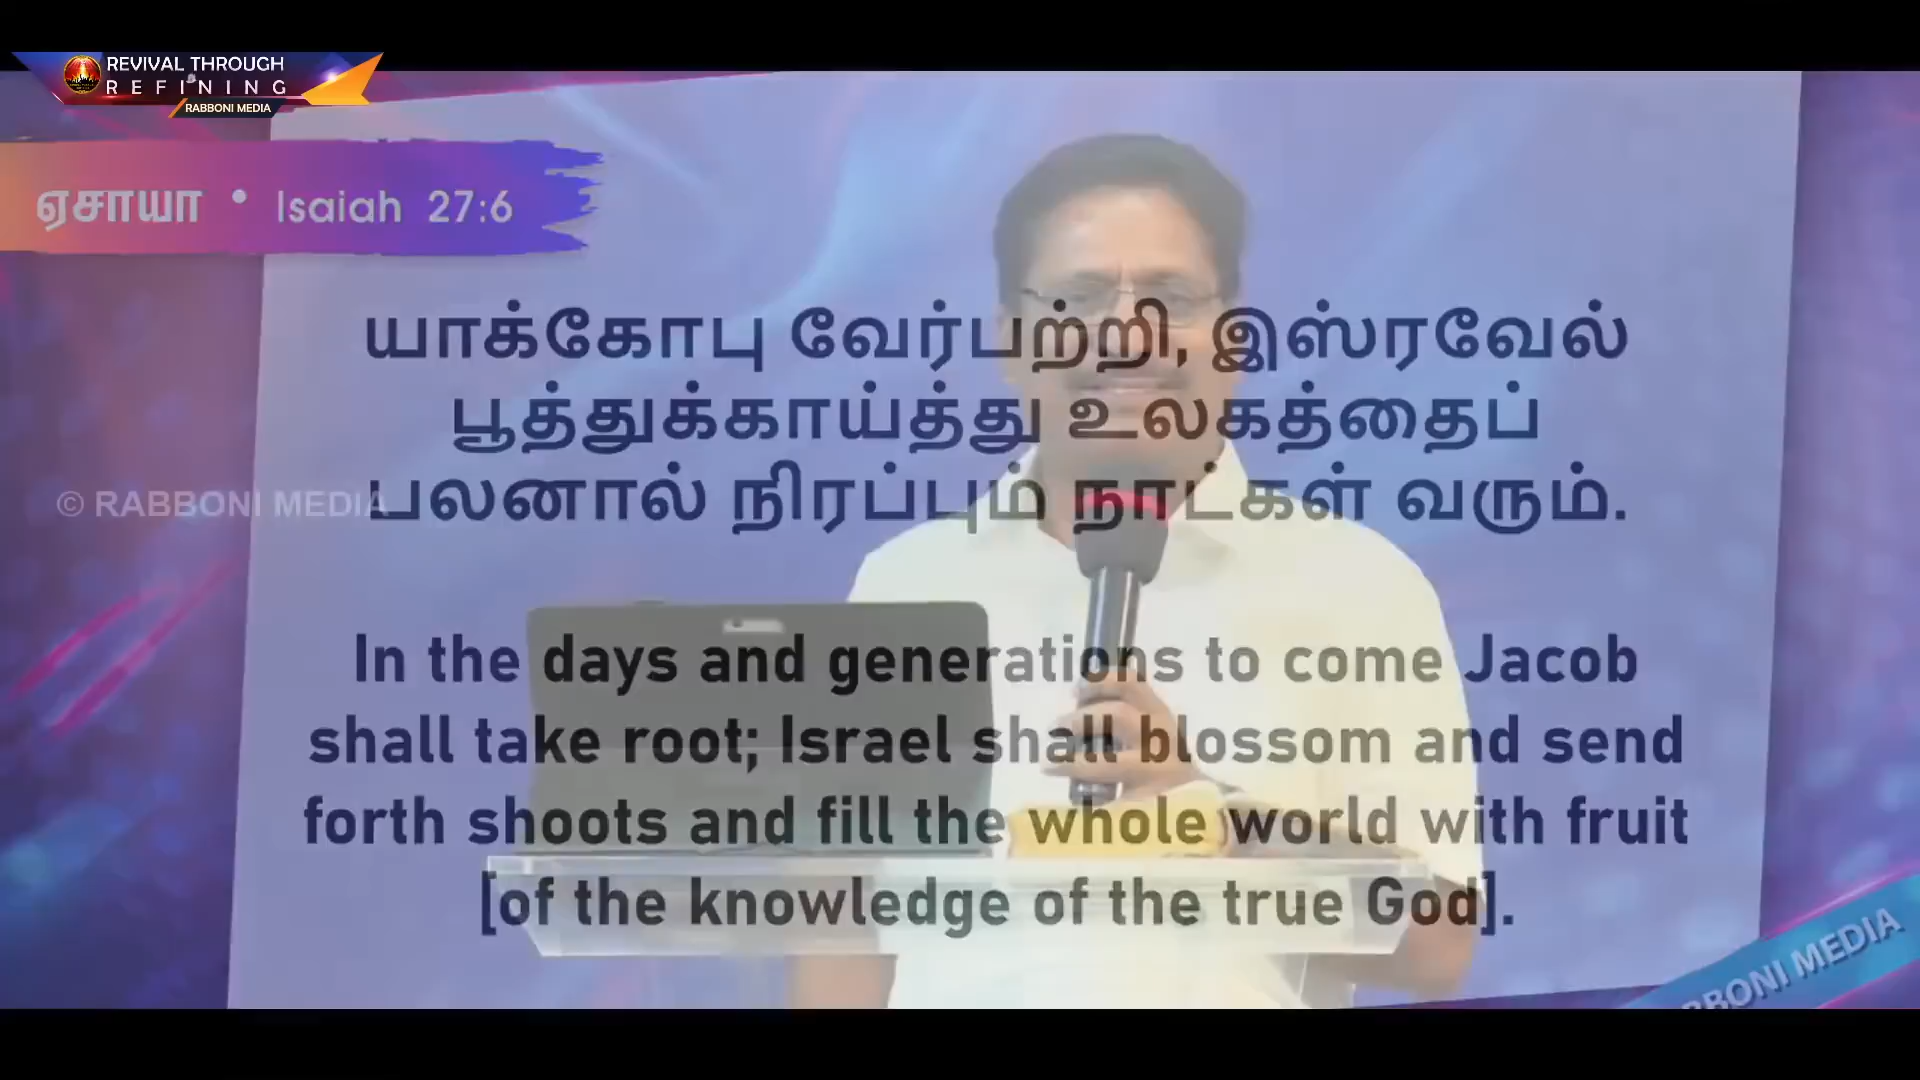 REVIVAL THROUGH
REFINING
RABBONI MEDIA
ஏசாயா • Isaiah 27:6
யாக்கோபு வேர்பற்றி, இஸ்ரவேல்
பூத்துக்காய்த்து உலகத்தைப்
பலனால் நிரப்பும் நாட்கள் வரும்.
© RABBONI MEDIA
In the days and generations to come Jacob
shall take root; Israel shall blossom and send
forth shoots and fill the whole world with fruit
[of the knowledge of the true God].
RABBONI MEDIA